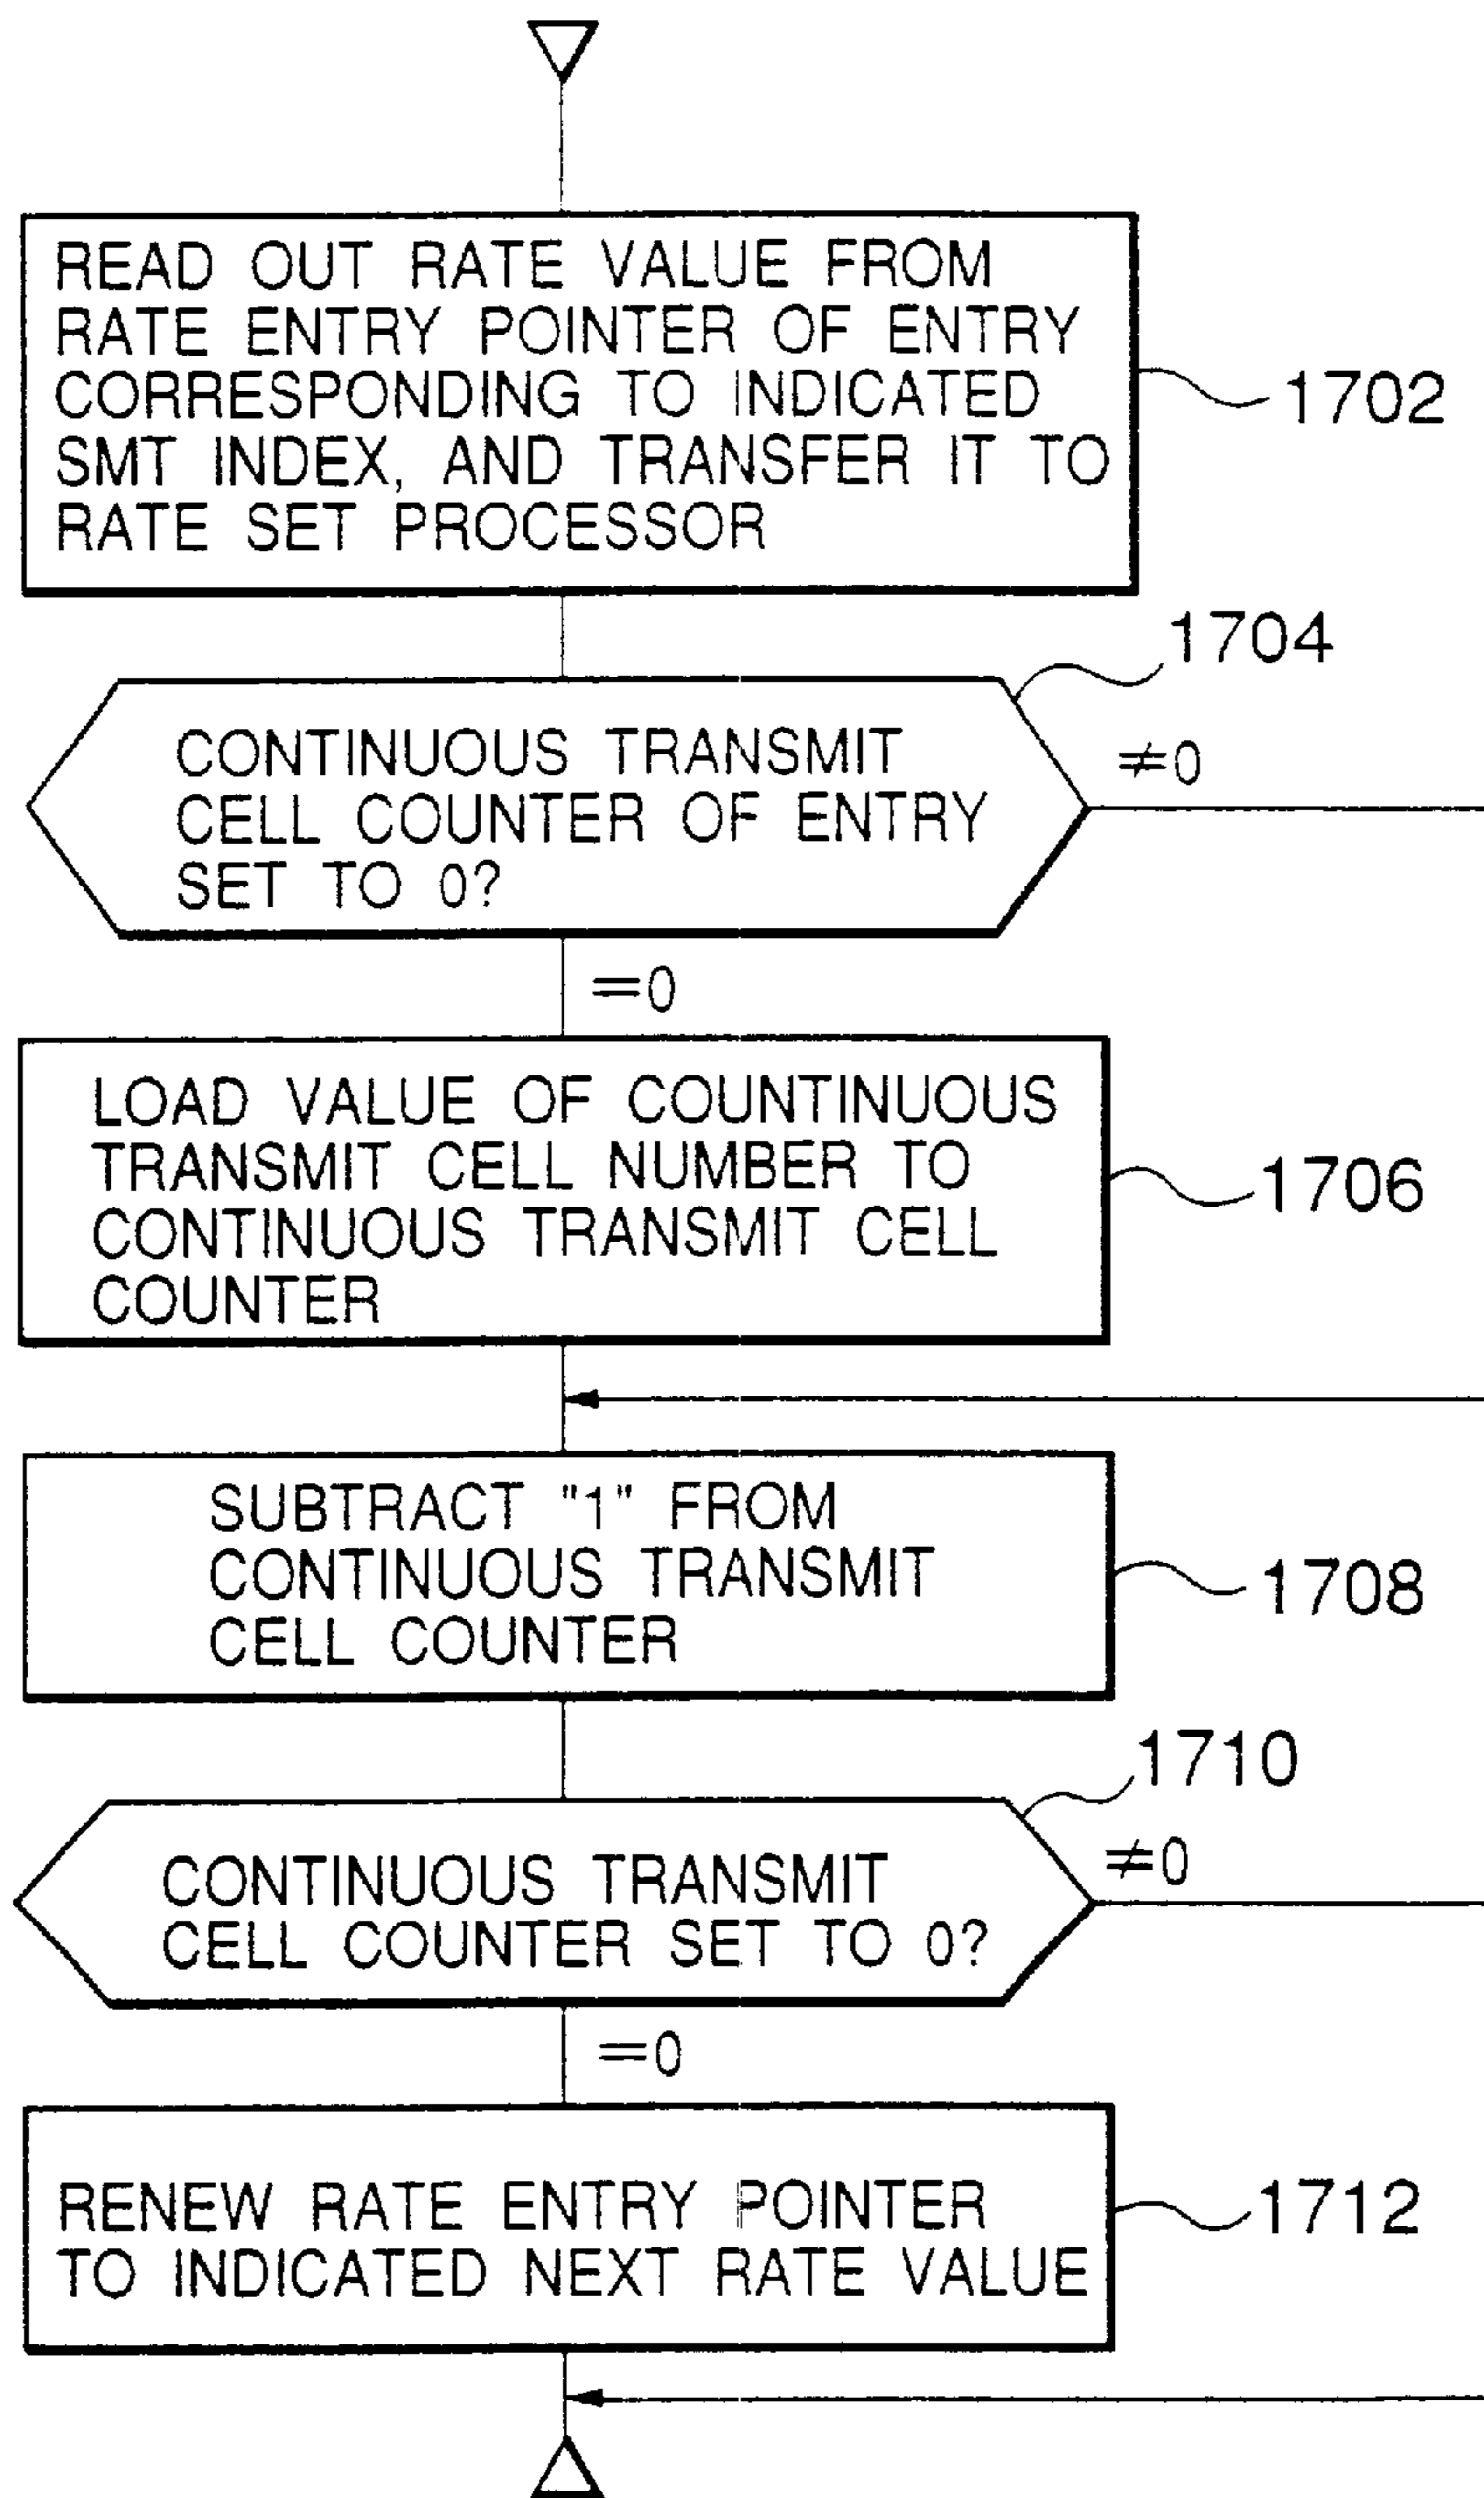 READ OUT RATE VALUE FROM
RATE ENTRY POINTER OF ENTRY
CORRESPONDING TO INDICATED
SMT INDEX, AND TRANSFER IT TO
RATE SET PROCESSOR
1702
1704
CONTINUOUS TRANSMIT
CELL COUNTER OF ENTRY
SET TO 0?
≠0
=0
LOAD VALUE OF COUNTINUOUS
TRANSMIT CELL NUMBER TO
CONTINUOUS TRANSMIT CELL
COUNTER
1706
SUBTRACT "1" FROM
CONTINUOUS TRANSMIT
CELL COUNTER
1708
1710
CONTINUOUS TRANSMIT
CELL COUNTER SET TO 0?
≠0
=0
RENEW RATE ENTRY POINTER
TO INDICATED NEXT RATE VALUE
1712